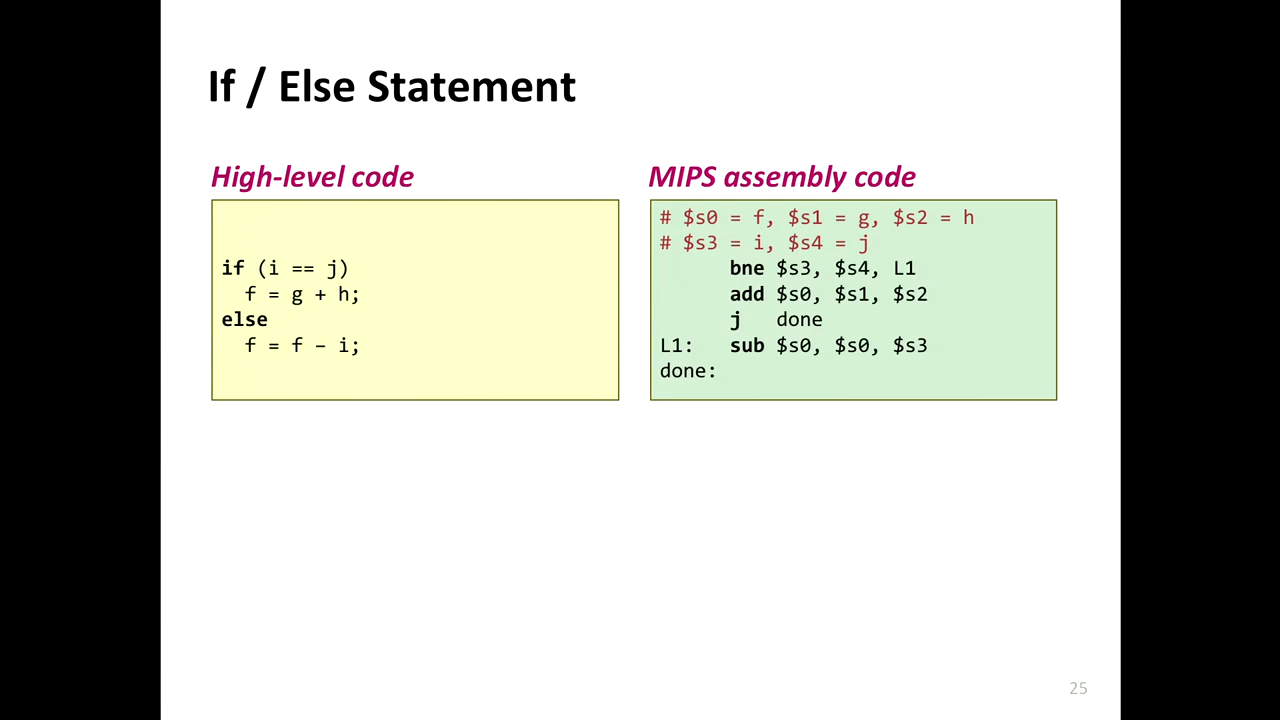 If / Else Statement
High-level code
if (i == j)
  f = g + h;
else
  f = f – i;
MIPS assembly code
# $s0 = f, $s1 = g, $s2 = h
# $s3 = i, $s4 = j
      bne $s3, $s4, L1
      add $s0, $s1, $s2
      j   done
L1:   sub $s0, $s0, $s3
done:
25